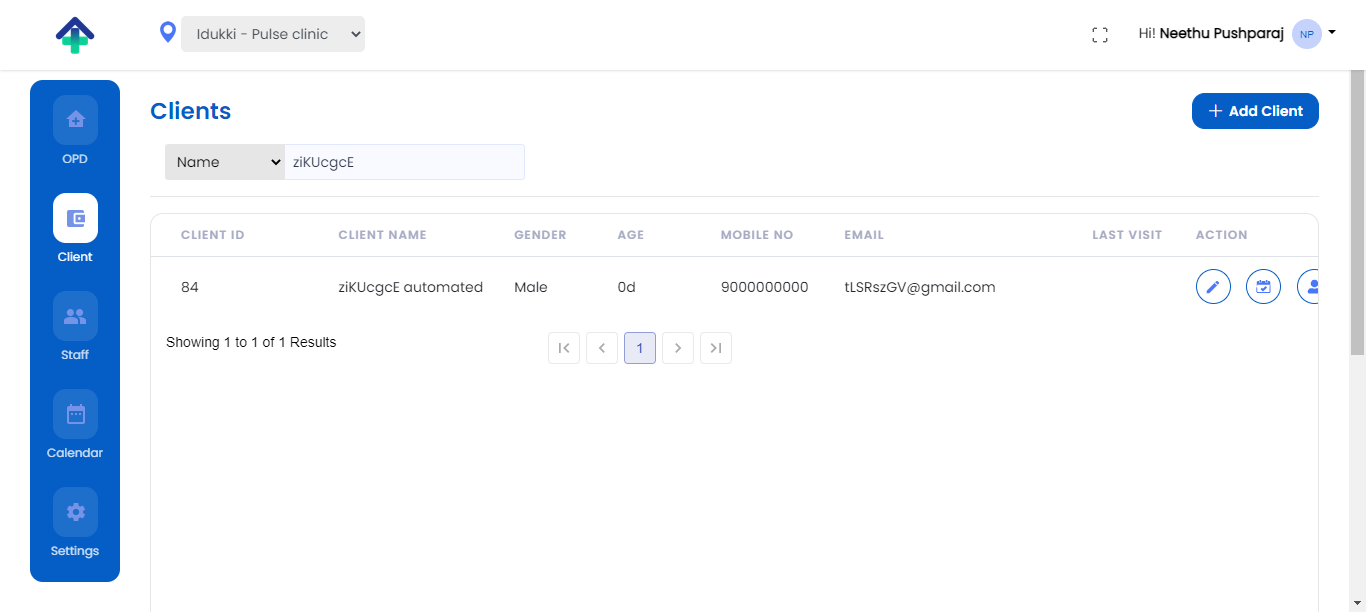 Idukki - Pulse clinic
Hi! Neethu Pushparaj NP
OPD
Client
Staff
Calendar
Settings
Clients
+ Add Client
Name ziKUcgcE
CLIENT ID CLIENT NAME GENDER AGE MOBILE NO EMAIL LAST VISIT ACTION
84 ziKUcgcE automated Male 0d 9000000000 tLSRszGV@gmail.com
Showing 1 to 1 of 1 Results
1